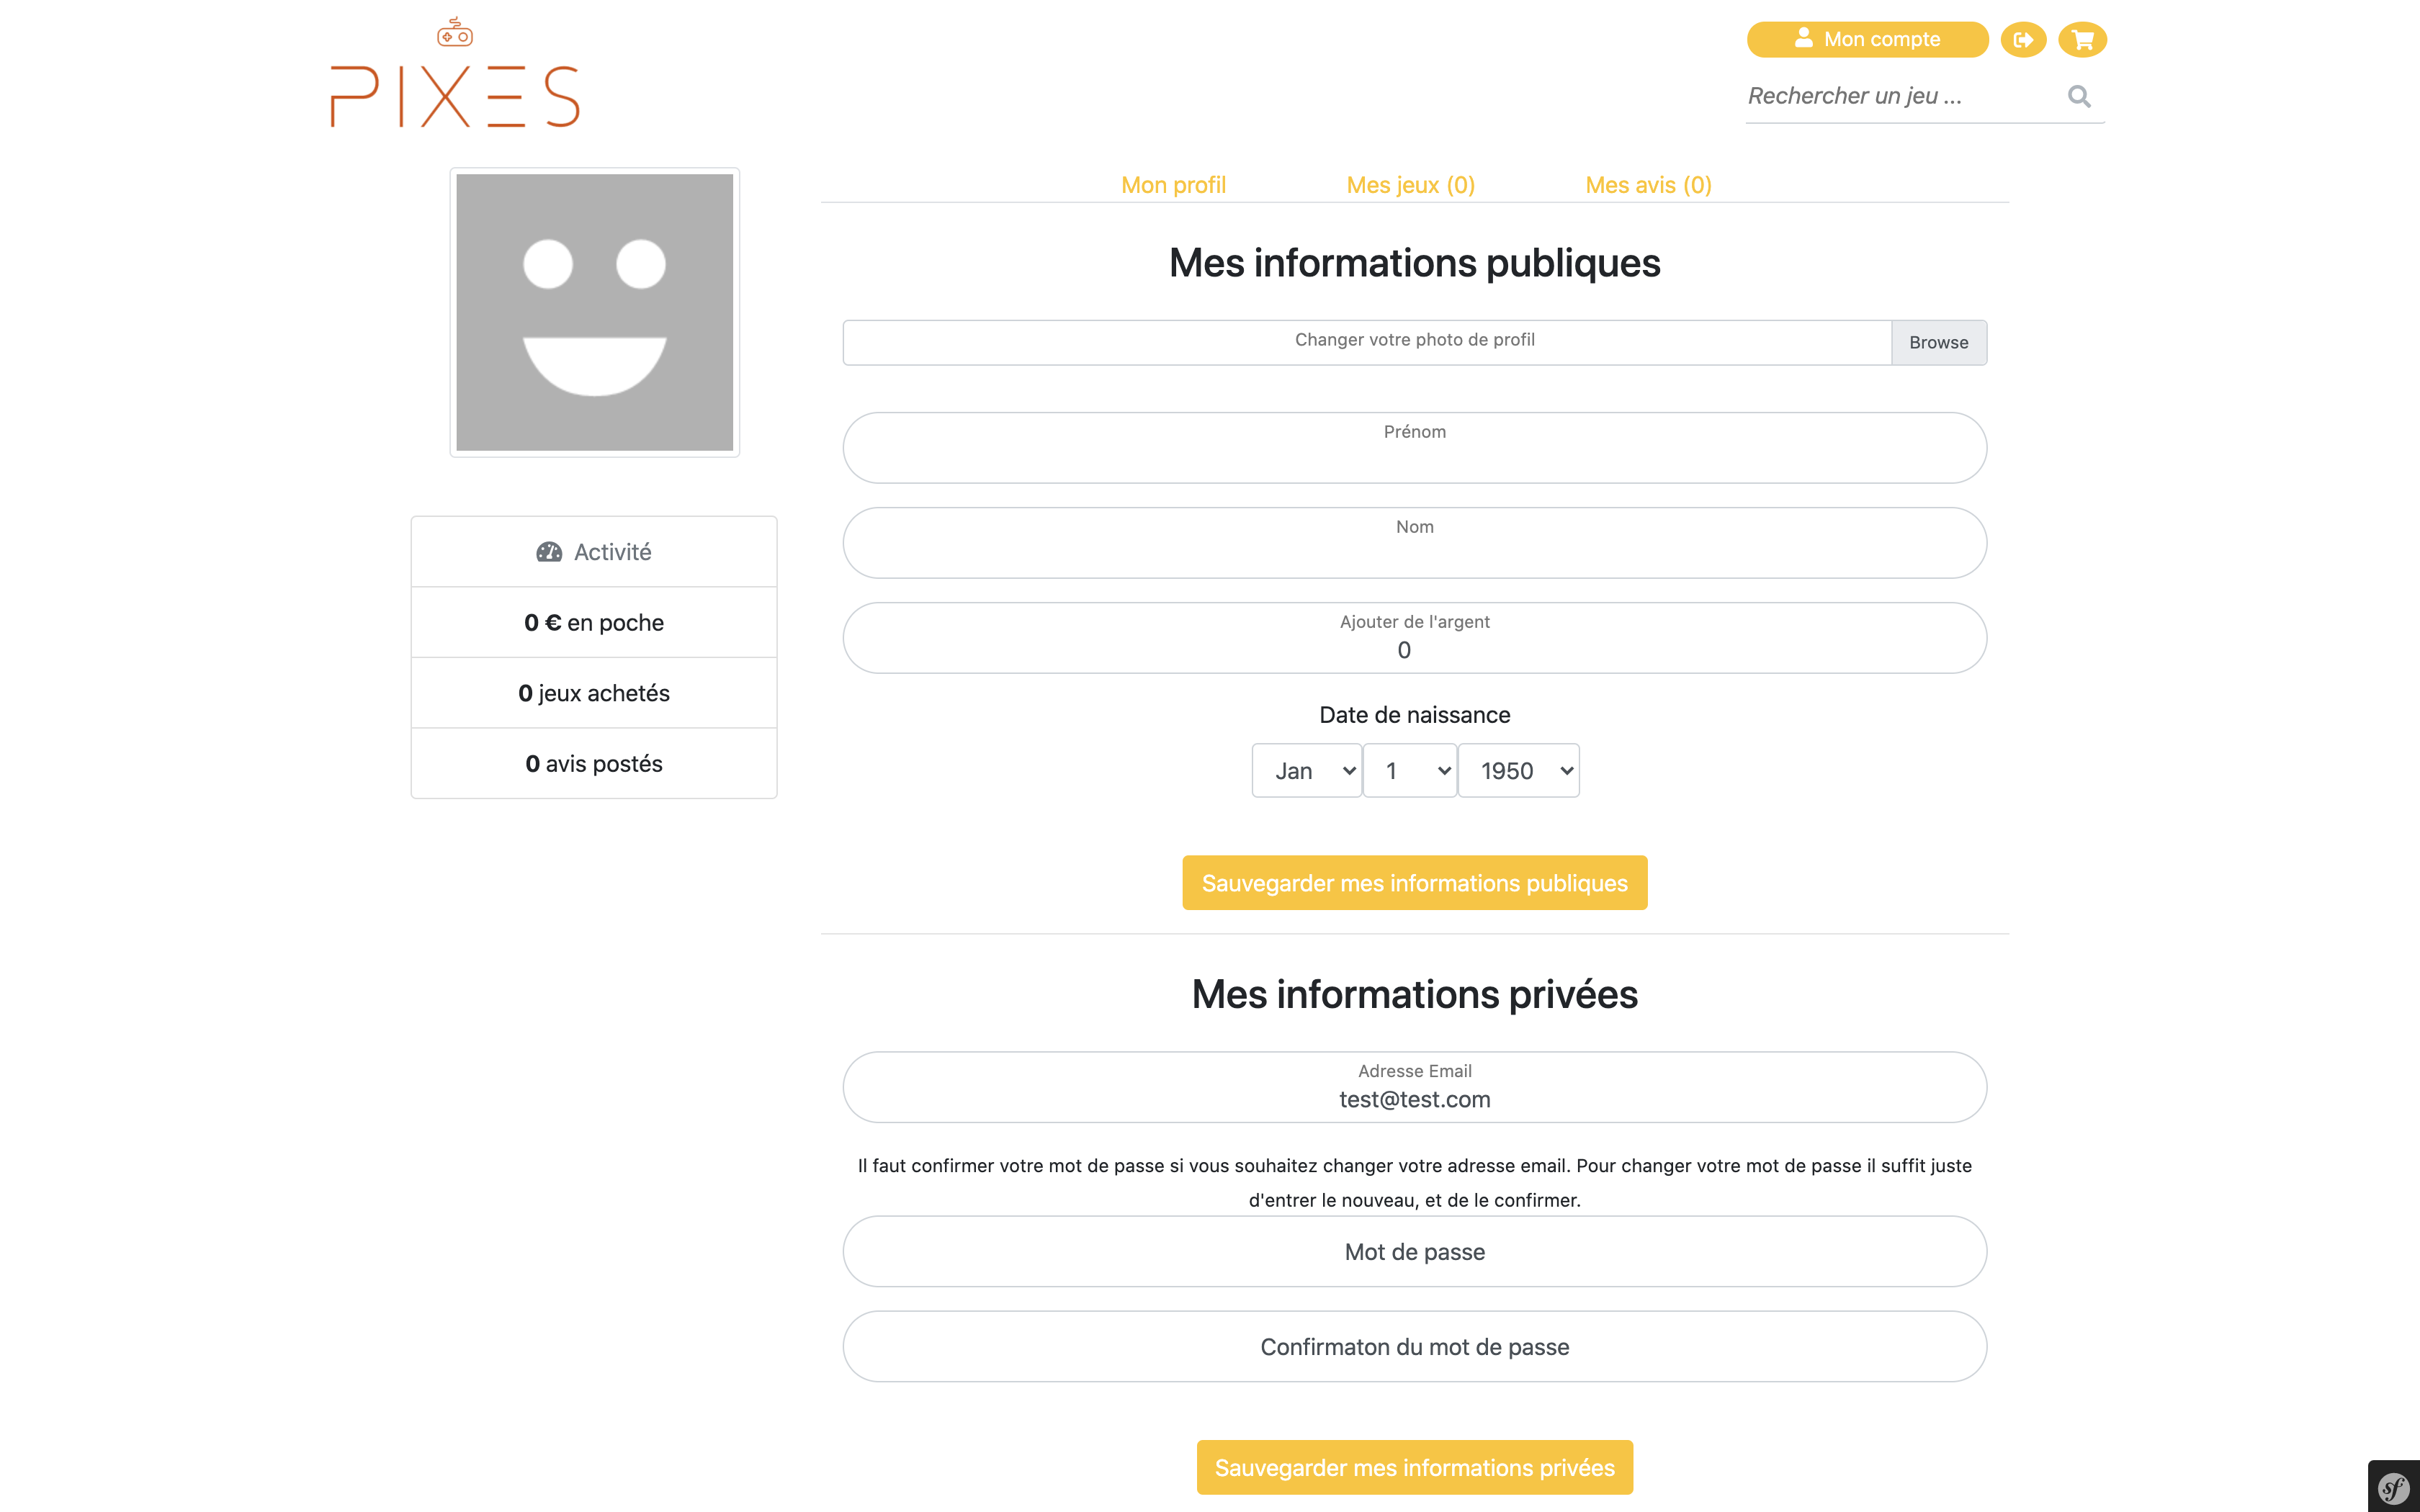 PIXES
Mon compte
Rechercher un jeu ...
Mon profil
Mes jeux (0)
Mes avis (0)
Activité
0 € en poche
0 jeux achetés
0 avis postés
Mes informations publiques
Changer votre photo de profil
Browse
Prénom
Nom
Ajouter de l'argent
0
Date de naissance
Jan 1 1950
Sauvegarder mes informations publiques
Mes informations privées
Adresse Email
test@test.com
Il faut confirmer votre mot de passe si vous souhaitez changer votre adresse email. Pour changer votre mot de passe il suffit juste
d'entrer le nouveau, et de le confirmer.
Mot de passe
Confirmaton du mot de passe
Sauvegarder mes informations privées
sf